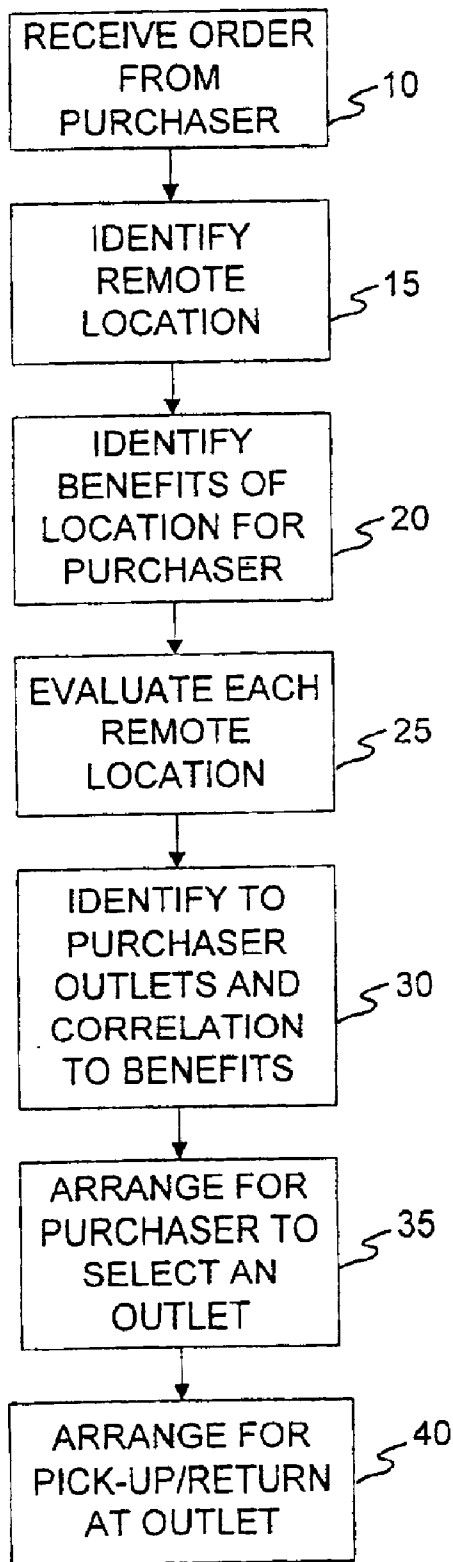 RECEIVE ORDER
FROM
PURCHASER
10
IDENTIFY
REMOTE
LOCATION
15
IDENTIFY
BENEFITS OF
LOCATION FOR
PURCHASER
20
EVALUATE EACH
REMOTE
LOCATION
25
IDENTIFY TO
PURCHASER
OUTLETS AND
CORRELATION
TO BENEFITS
30
ARRANGE FOR
PURCHASER TO
SELECT AN
OUTLET
35
ARRANGE FOR
PICK-UP/RETURN
AT OUTLET
40